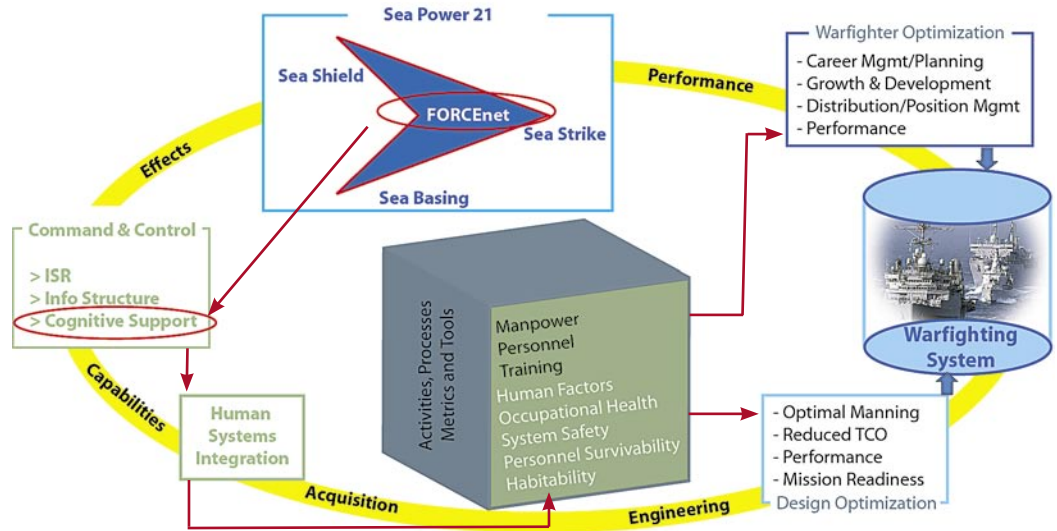 Sea Power 21
Sea Shield
FORCEnet
Sea Strike
Sea Basing
Performance
Warfighter Optimization
- Career Mgmt/Planning
- Growth & Development
- Distribution/Position Mgmt
- Performance
Effects
Command & Control
> ISR
> Info Structure
> Cognitive Support
Warfighting
System
Activities, Processes
Metrics and Tools
Manpower
Personnel
Training
Human Factors
Occupational Health
System Safety
Personnel Survivability
Habitability
Capabilities
Human
Systems
Integration
- Optimal Manning
- Reduced TCO
- Performance
- Mission Readiness
Design Optimization
Acquisition
Engineering